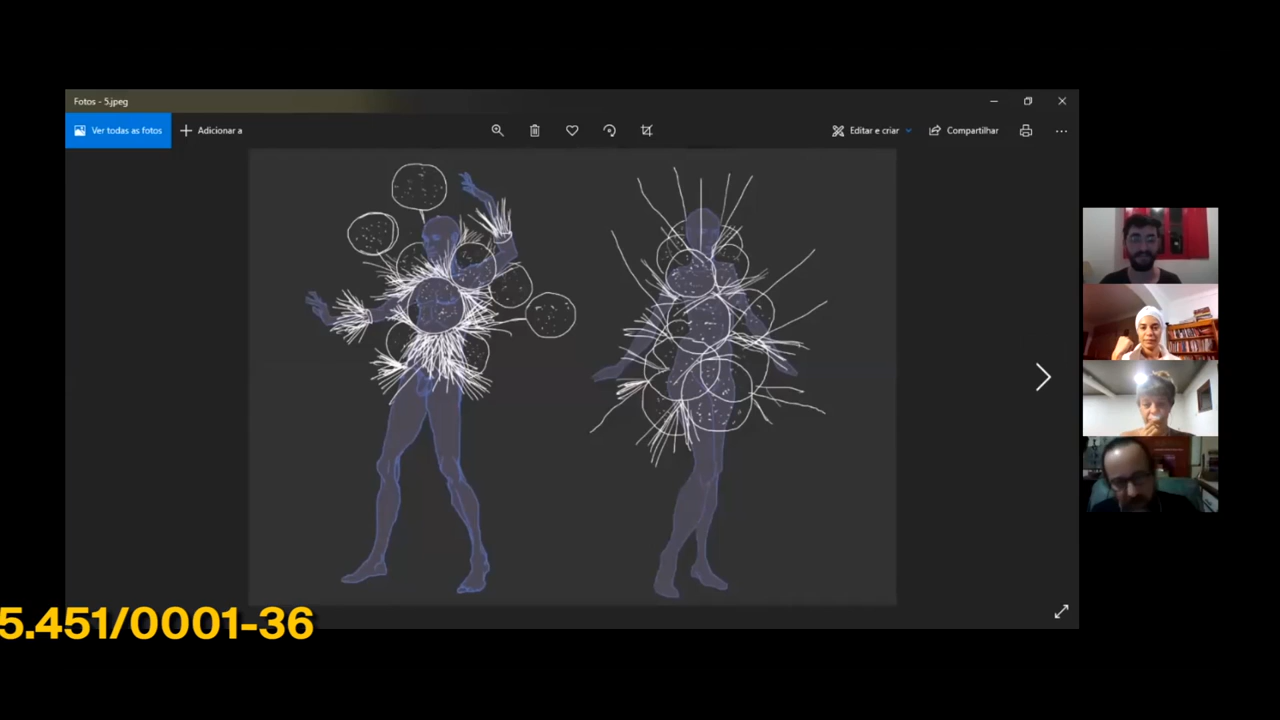 Fotos - 5.jpeg
Ver todas as fotos
Adicionar a
Editar e criar
Compartilhar
5.451/0001-36